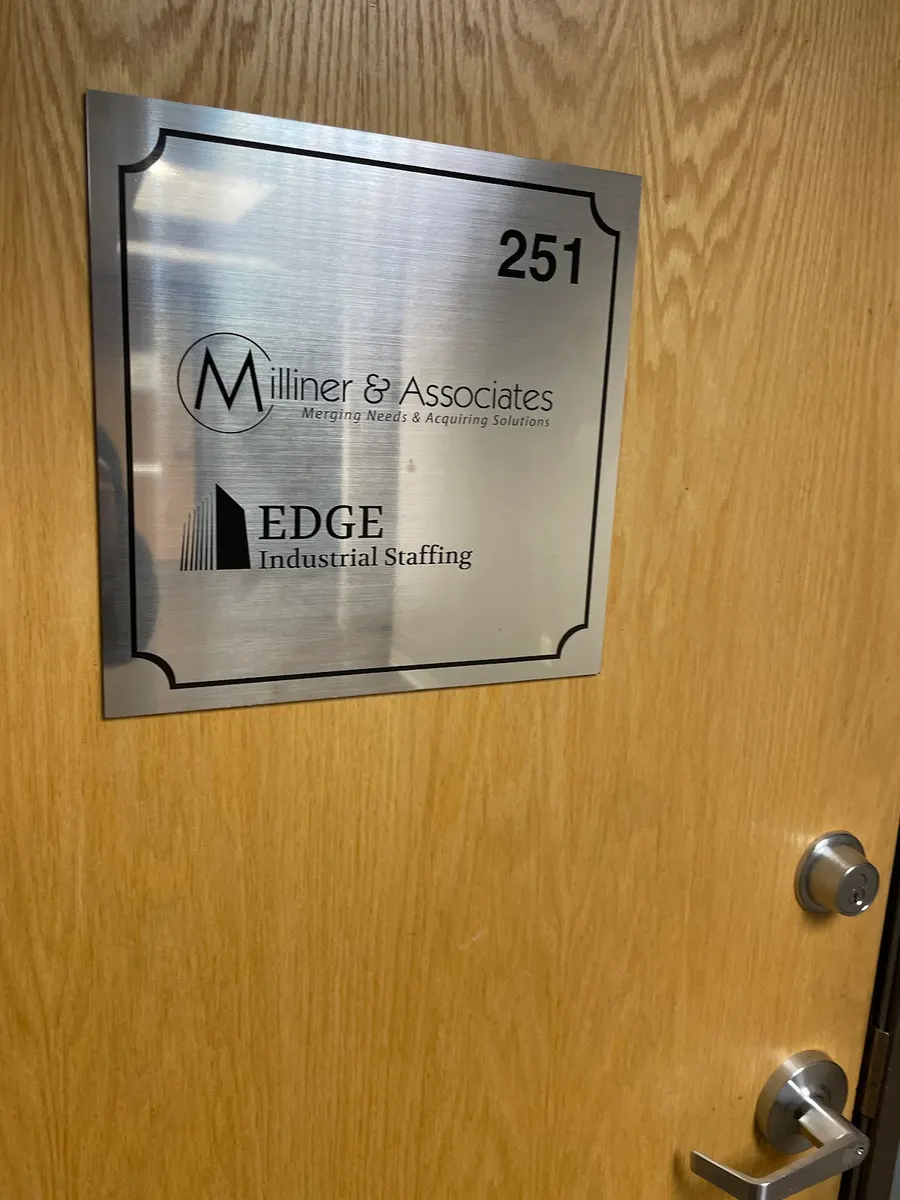 251
Milliner & Associates
Merging Needs & Acquiring Solutions
EDGE
Industrial Staffing